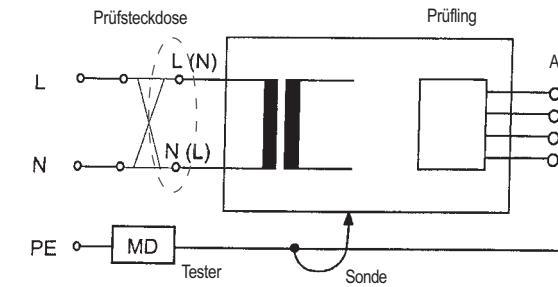 Prüfsteckdose
Prüfling
L
L (N)
A
N
N (L)
PE
MD
Tester
Sonde